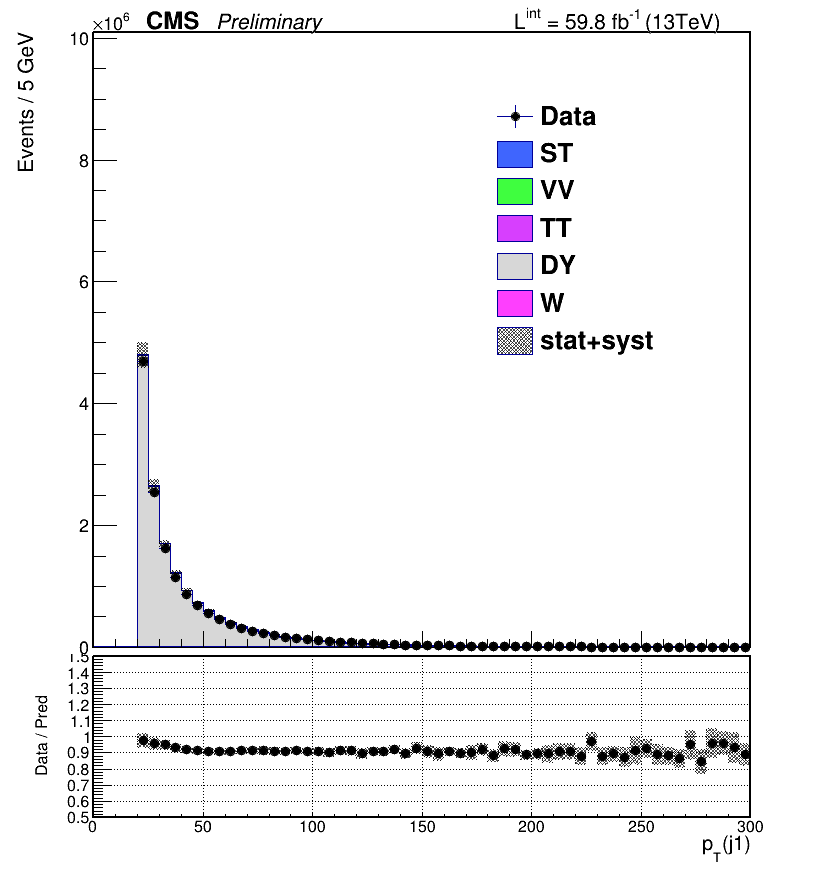 ×10⁶ CMS Preliminary L^int = 59.8 fb⁻¹ (13TeV)
Events / 5 GeV
10
8
6
4
2
0
Data
ST
VV
TT
DY
W
stat+syst
Data / Pred
1.5
1.4
1.3
1.2
1.1
1
0.9
0.8
0.7
0.6
0.5
0 50 100 150 200 250 300
p_T(j1)